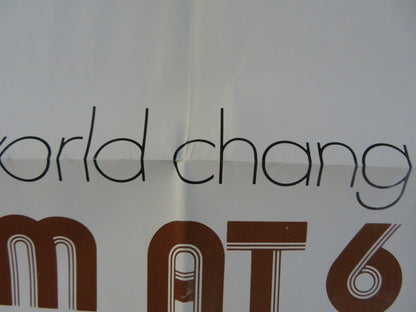 world chang
M AT 6